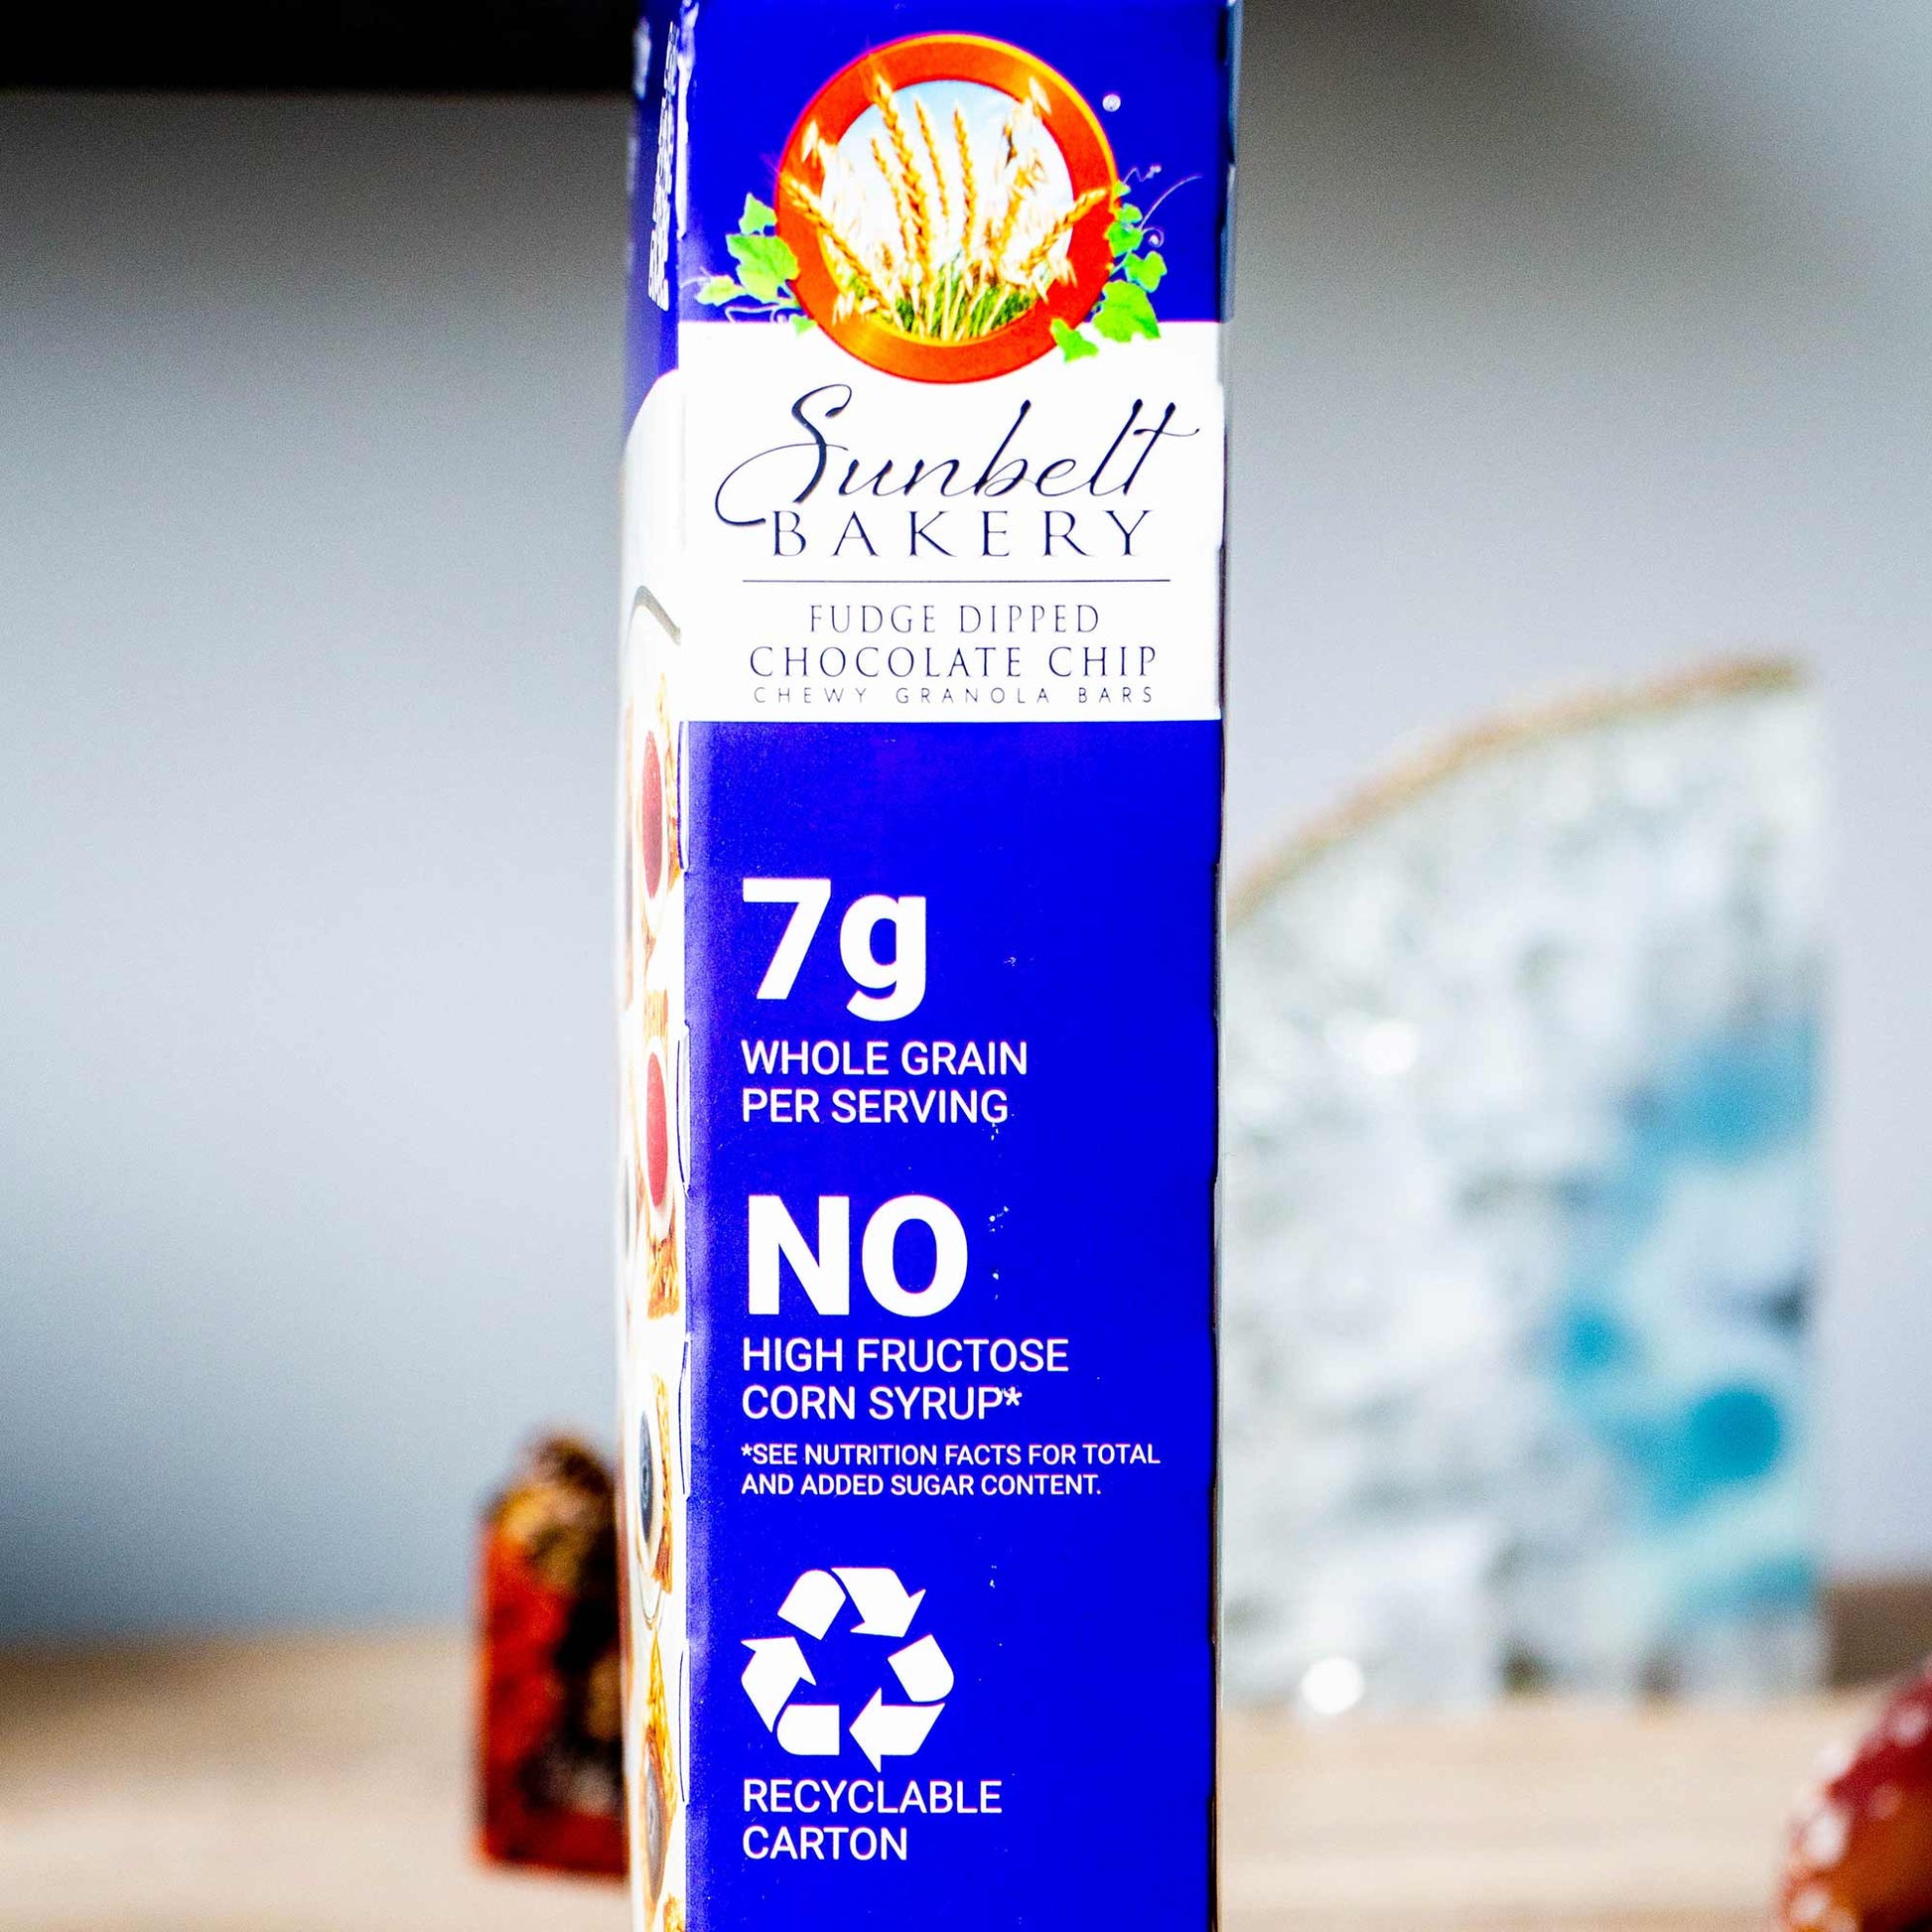 Sunbelt
BAKERY
FUDGE DIPPED
CHOCOLATE CHIP
CHEWY GRANOLA BARS
7g
WHOLE GRAIN
PER SERVING
NO
HIGH FRUCTOSE
CORN SYRUP*
*SEE NUTRITION FACTS FOR TOTAL
AND ADDED SUGAR CONTENT.
RECYCLABLE
CARTON